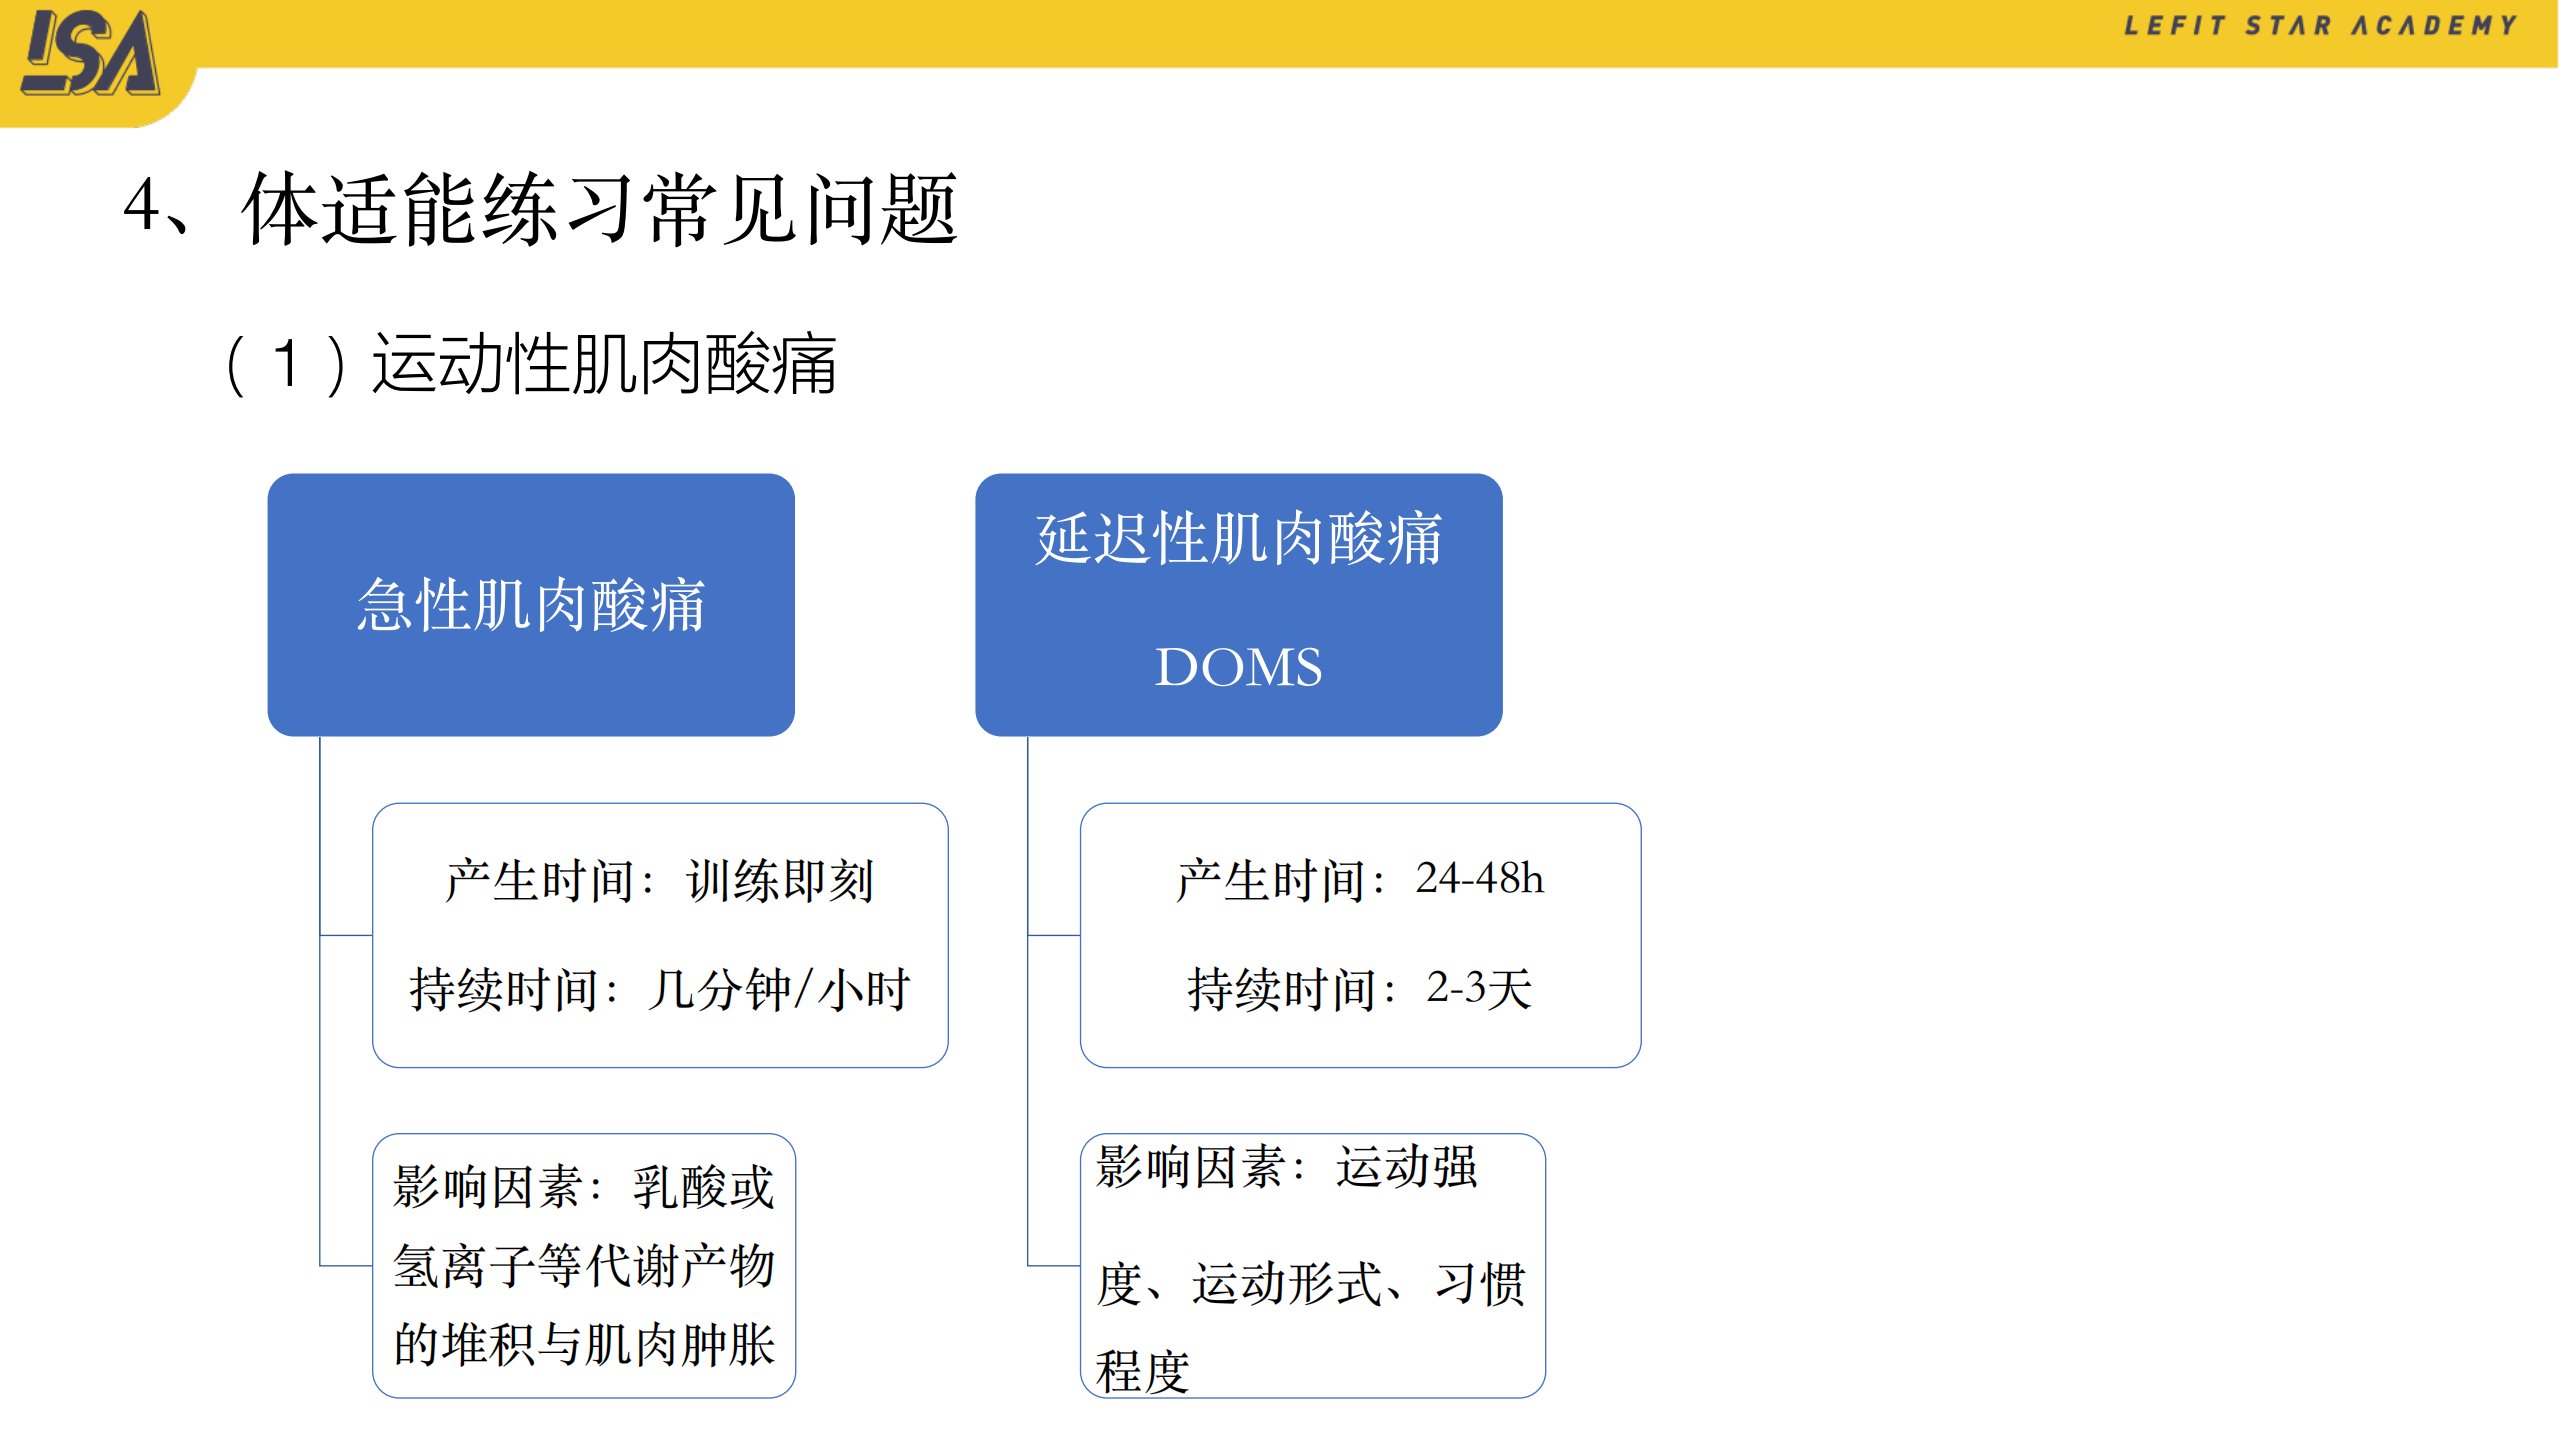 LSA
LEFIT STAR ACADEMY
4、体适能练习常见问题
（1）运动性肌肉酸痛
急性肌肉酸痛
产生时间：训练即刻
持续时间：几分钟/小时
影响因素：乳酸或
氢离子等代谢产物
的堆积与肌肉肿胀
延迟性肌肉酸痛
DOMS
产生时间：24-48h
持续时间：2-3天
影响因素：运动强
度、运动形式、习惯
程度